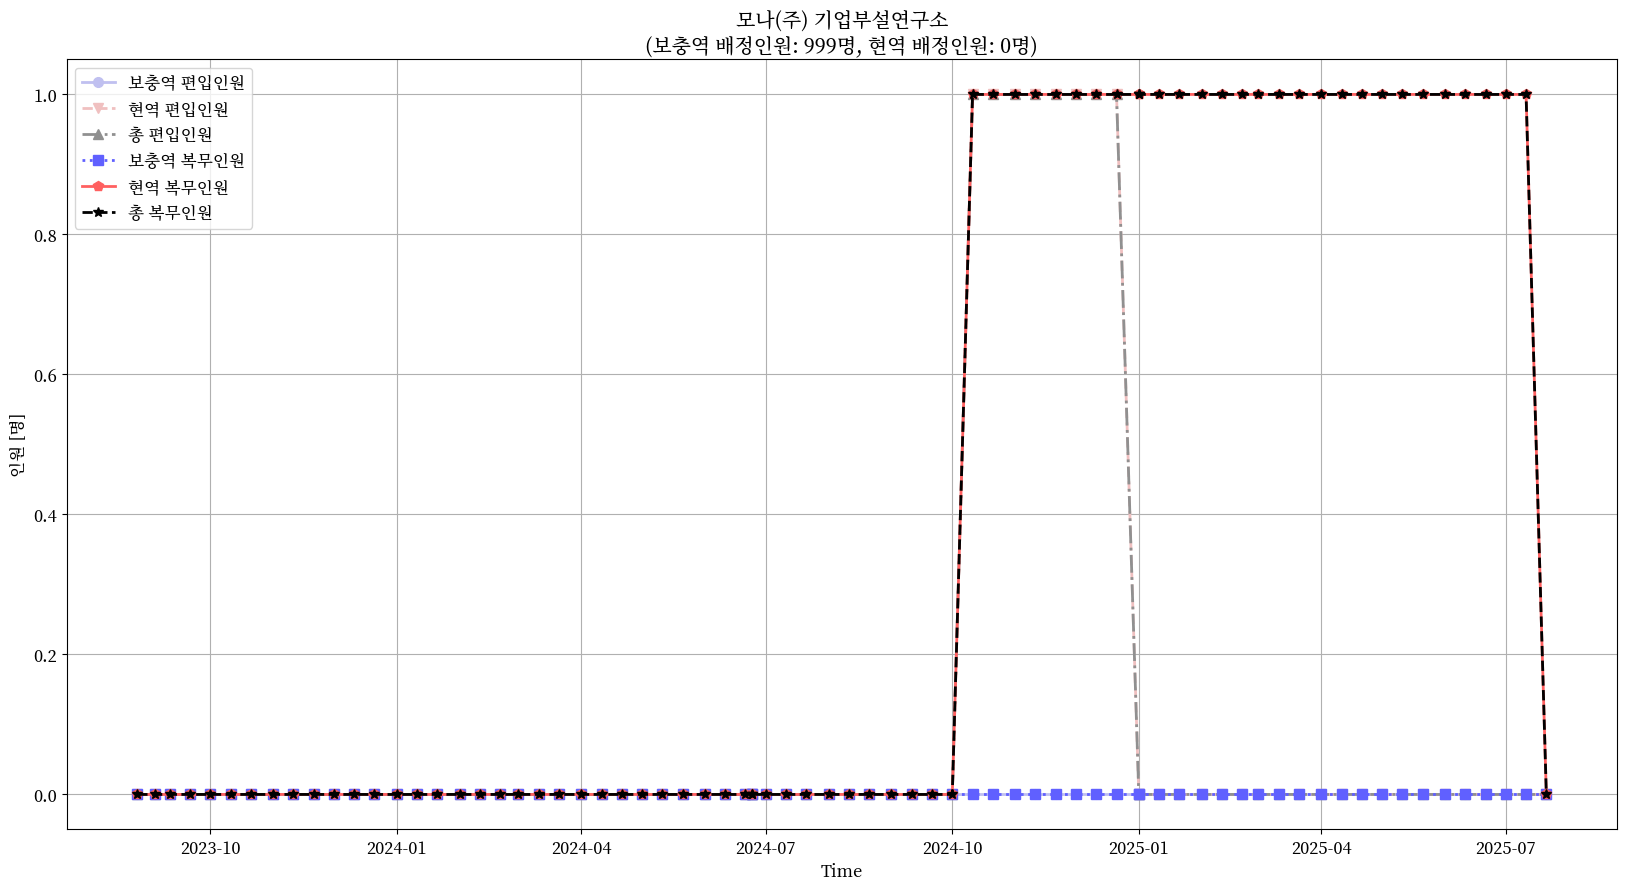 모나(주) 기업부설연구소
(보충역 배정인원: 999명, 현역 배정인원: 0명)
보충역 편입인원
현역 편입인원
총 편입인원
보충역 복무인원
현역 복무인원
총 복무인원
1.0
0.8
0.6
0.4
0.2
0.0
인원 [명]
2023-10
2024-01
2024-04
2024-07
2024-10
2025-01
2025-04
2025-07
Time